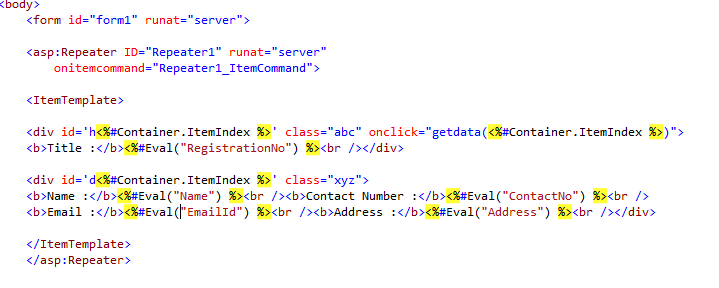 <body>
<form id="form1" runat="server">
<asp:Repeater ID="Repeater1" runat="server"
onitemcommand="Repeater1_ItemCommand">
<ItemTemplate>
<div id='h<%#Container.ItemIndex %>' class="abc" onclick="getdata(<%#Container.ItemIndex %>)">
<b>Title :</b><%#Eval("RegistrationNo") %><br /></div>
<div id='d<%#Container.ItemIndex %>' class="xyz">
<b>Name :</b><%#Eval("Name") %><br /><b>Contact Number :</b><%#Eval("ContactNo") %><br />
<b>Email :</b><%#Eval("EmailId") %><br /><b>Address :</b><%#Eval("Address") %><br /></div>
</ItemTemplate>
</asp:Repeater>